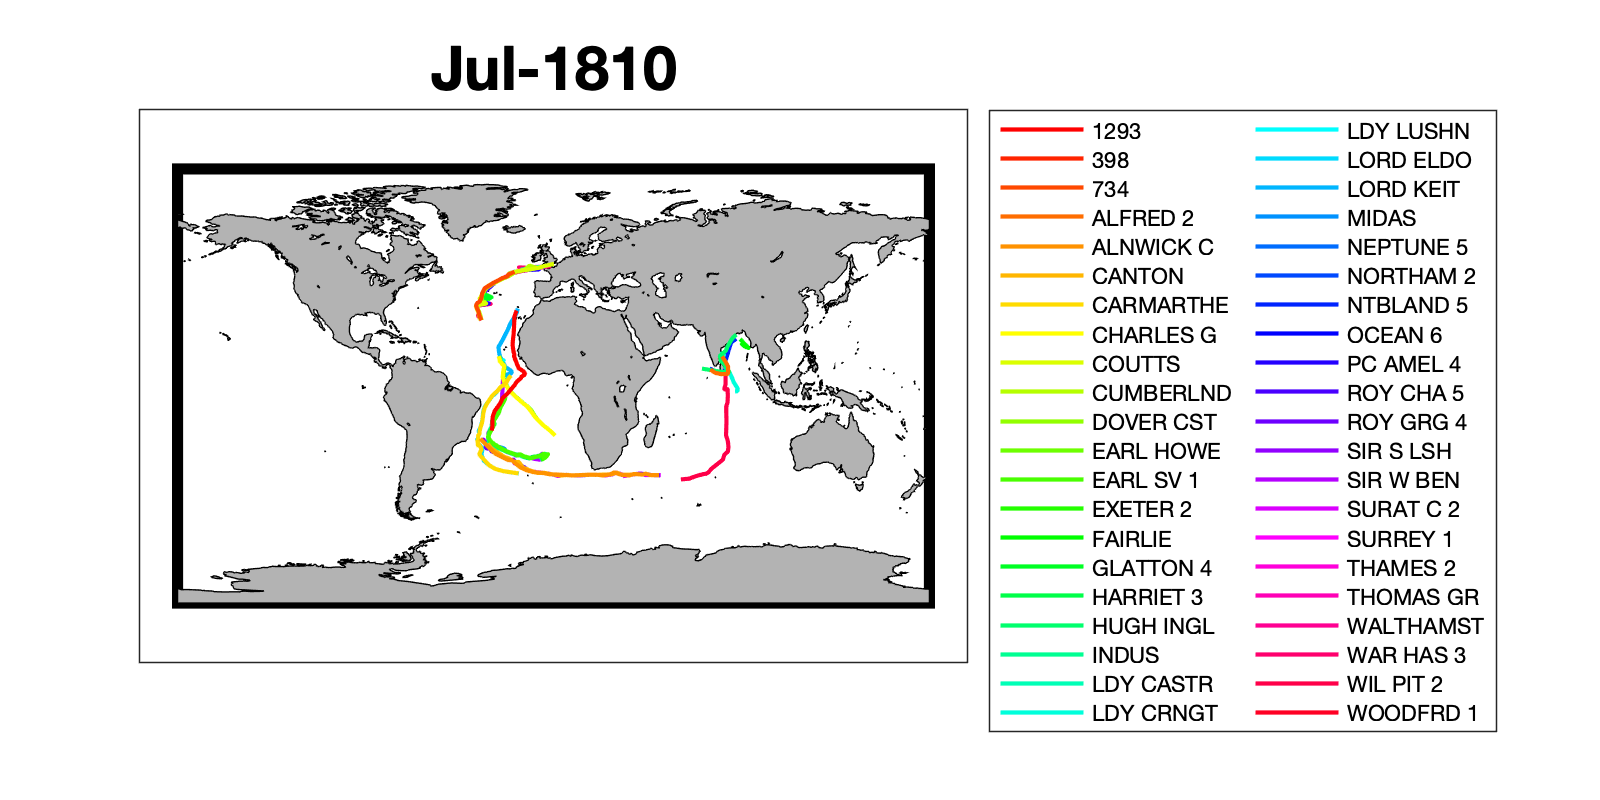 Jul-1810
1293
398
734
ALFRED 2
ALNWICK C
CANTON
CARMARTHE
CHARLES G
COUTTS
CUMBERLND
DOVER CST
EARL HOWE
EARL SV 1
EXETER 2
FAIRLIE
GLATTON 4
HARRIET 3
HUGH INGL
INDUS
LDY CASTR
LDY CRNGT
LDY LUSHN
LORD ELDO
LORD KEIT
MIDAS
NEPTUNE 5
NORTHAM 2
NTBLAND 5
OCEAN 6
PC AMEL 4
ROY CHA 5
ROY GRG 4
SIR S LSH
SIR W BEN
SURAT C 2
SURREY 1
THAMES 2
THOMAS GR
WALTHAMST
WAR HAS 3
WIL PIT 2
WOODFRD 1